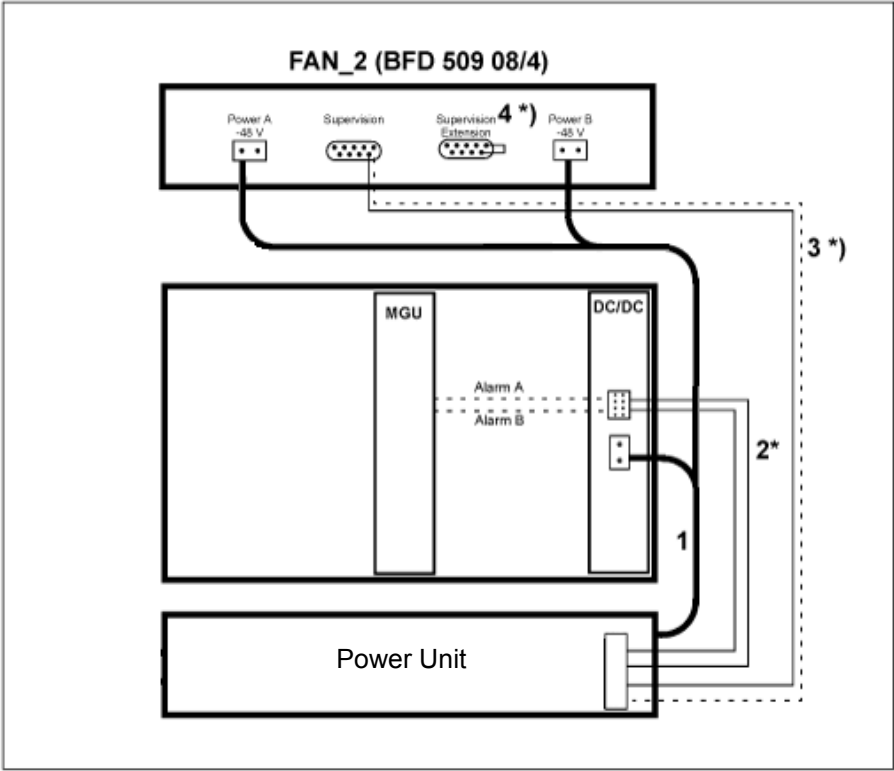 FAN_2 (BFD 509 08/4)
Power A
-48 V
Supervision
Supervision
Extension
4 *)
Power B
-48 V
3 *)
MGU
DC/DC
Alarm A
Alarm B
2*
1
Power Unit